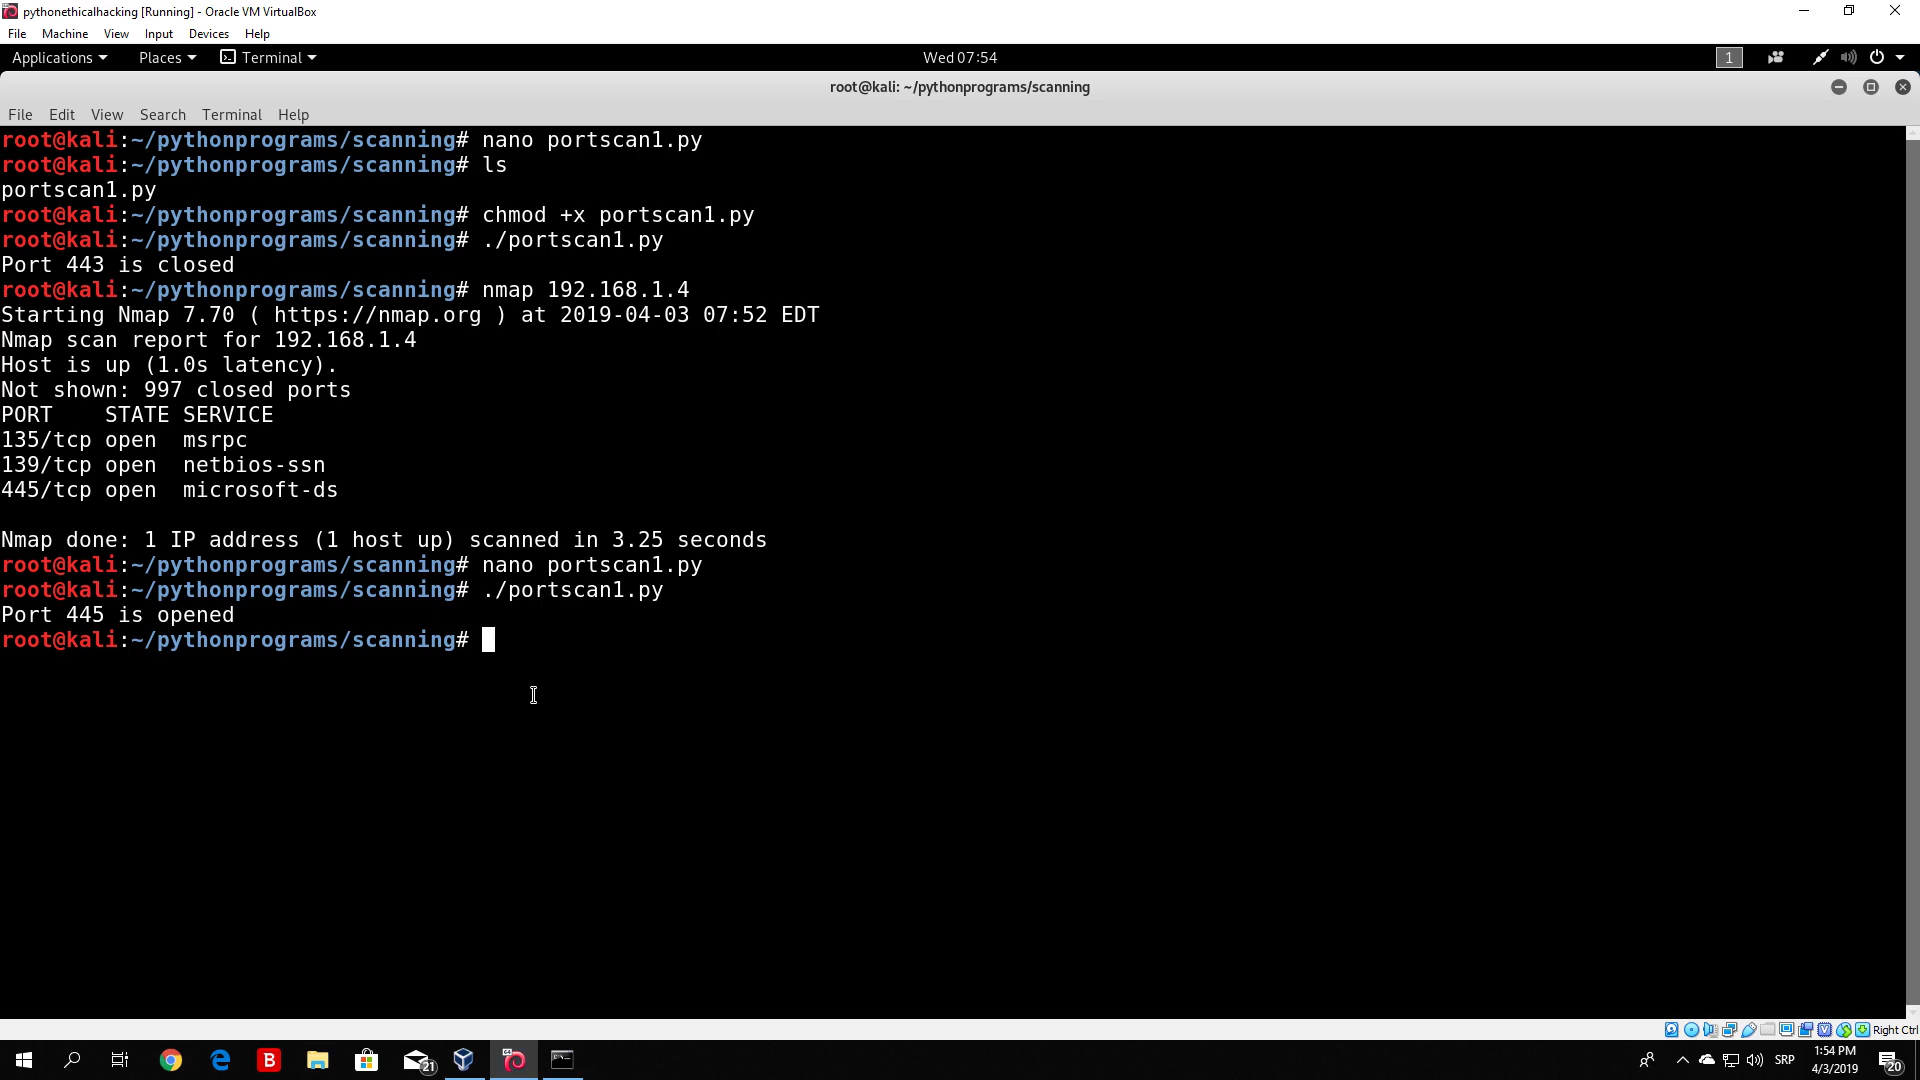 pythonethicalhacking [Running] - Oracle VM VirtualBox
File Machine View Input Devices Help
Applications Places Terminal Wed 07:54 1
root@kali: ~/pythonprograms/scanning
File Edit View Search Terminal Help
root@kali:~/pythonprograms/scanning# nano portscan1.py
root@kali:~/pythonprograms/scanning# ls
portscan1.py
root@kali:~/pythonprograms/scanning# chmod +x portscan1.py
root@kali:~/pythonprograms/scanning# ./portscan1.py
Port 443 is closed
root@kali:~/pythonprograms/scanning# nmap 192.168.1.4
Starting Nmap 7.70 ( https://nmap.org ) at 2019-04-03 07:52 EDT
Nmap scan report for 192.168.1.4
Host is up (1.0s latency).
Not shown: 997 closed ports
PORT    STATE SERVICE
135/tcp open  msrpc
139/tcp open  netbios-ssn
445/tcp open  microsoft-ds
Nmap done: 1 IP address (1 host up) scanned in 3.25 seconds
root@kali:~/pythonprograms/scanning# nano portscan1.py
root@kali:~/pythonprograms/scanning# ./portscan1.py
Port 445 is opened
root@kali:~/pythonprograms/scanning#
Right Ctrl
B 21 SRP 1:54 PM 20
4/3/2019